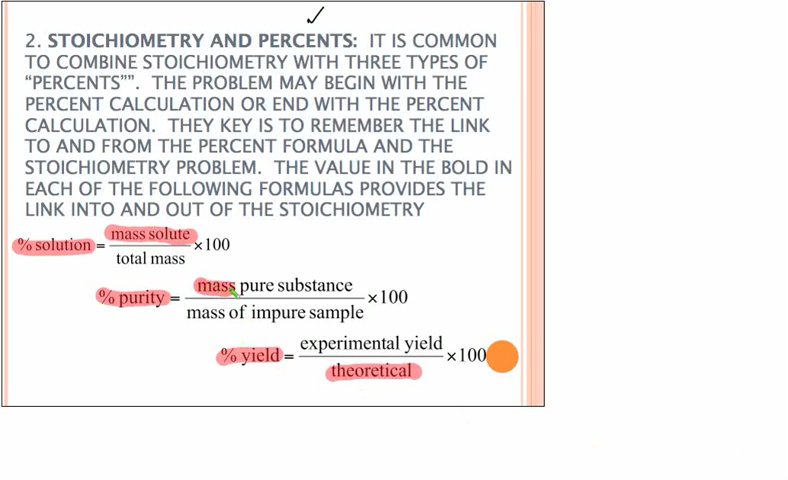 2. STOICHIOMETRY AND PERCENTS: IT IS COMMON
TO COMBINE STOICHIOMETRY WITH THREE TYPES OF
“PERCENTS””. THE PROBLEM MAY BEGIN WITH THE
PERCENT CALCULATION OR END WITH THE PERCENT
CALCULATION. THEY KEY IS TO REMEMBER THE LINK
TO AND FROM THE PERCENT FORMULA AND THE
STOICHIOMETRY PROBLEM. THE VALUE IN THE BOLD IN
EACH OF THE FOLLOWING FORMULAS PROVIDES THE
LINK INTO AND OUT OF THE STOICHIOMETRY
% solution = mass solute / total mass ×100
% purity = mass pure substance / mass of impure sample ×100
% yield = experimental yield / theoretical ×100